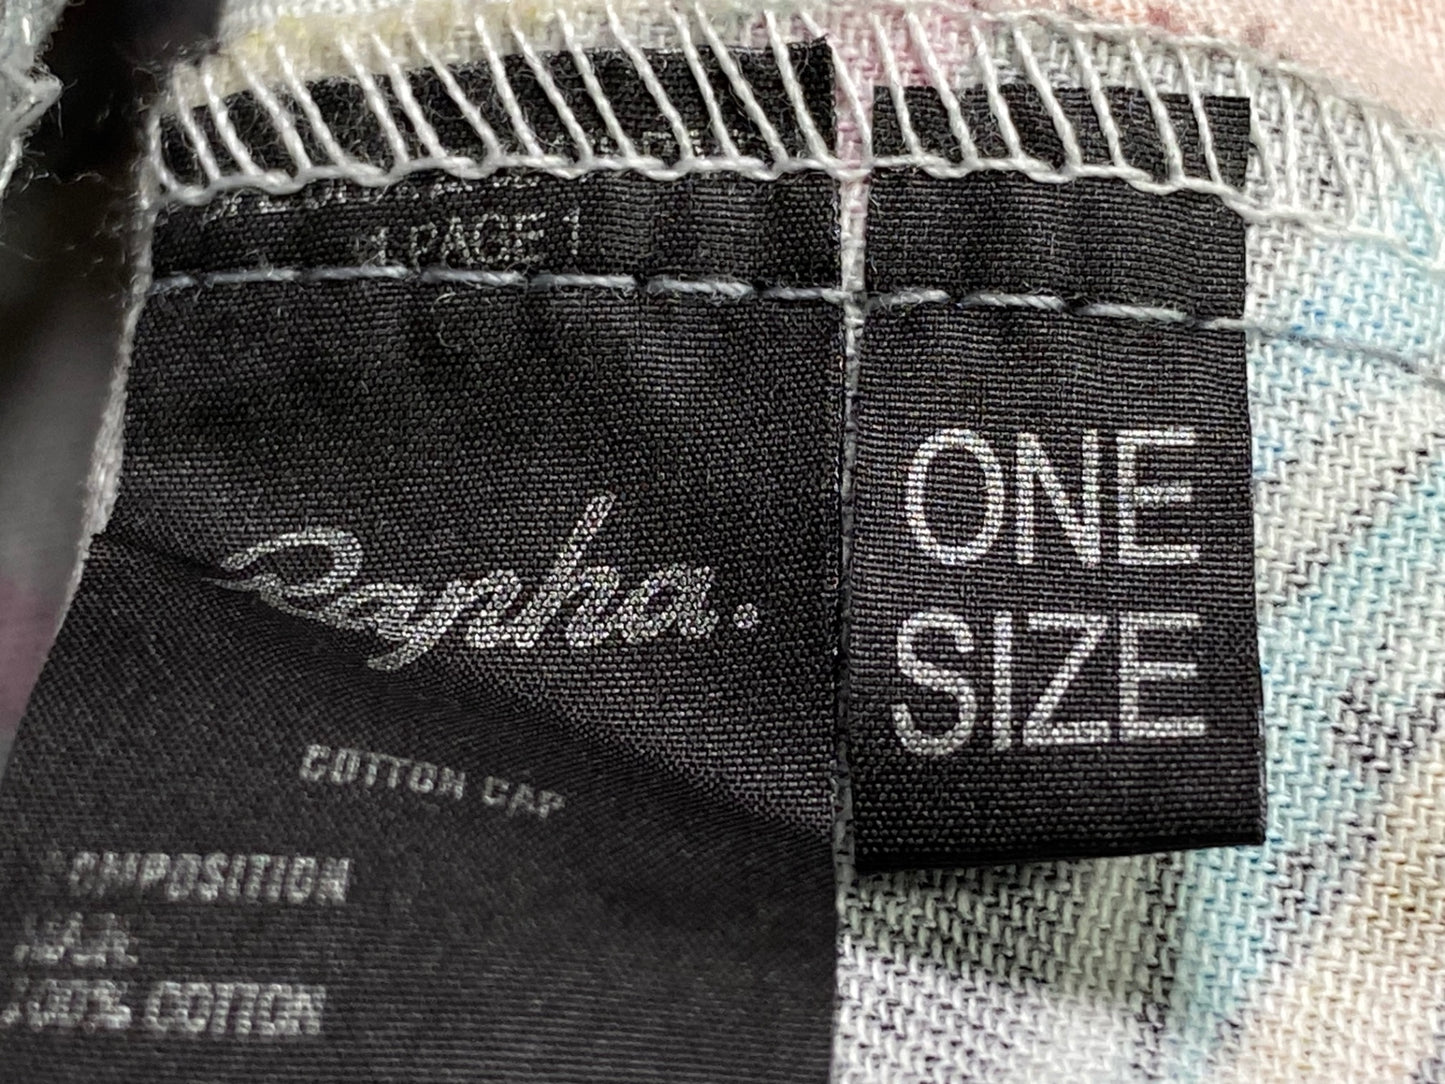 PAGE 1
Rapha.
COTTON CAP
COMPOSITION
100% COTTON
ONE
SIZE